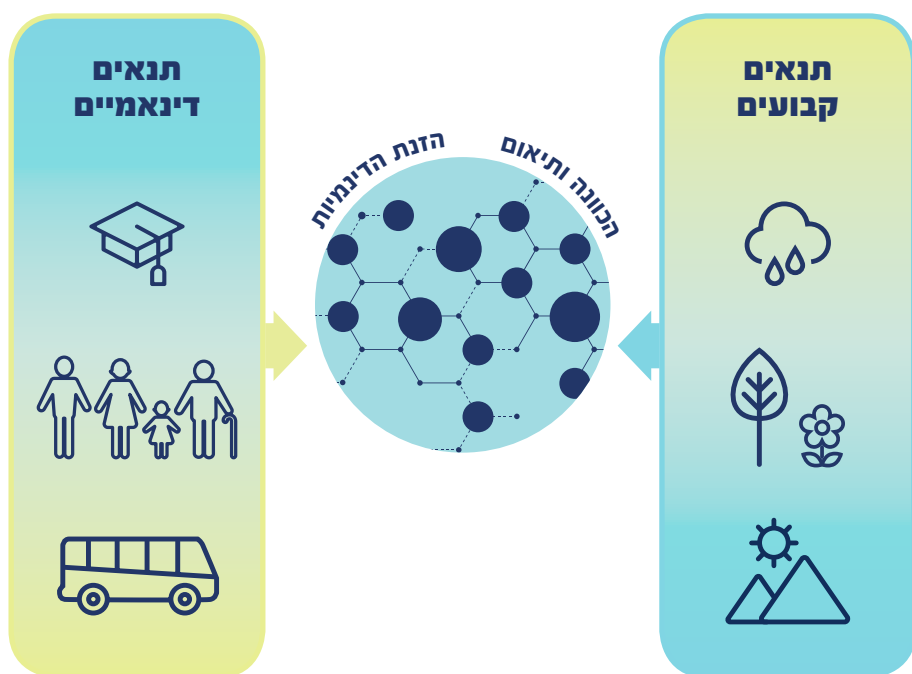 תנאים
קבועים
הכוונה ותיאום
הזנת הדינמיות
תנאים
דינאמיים